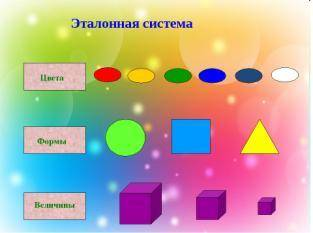 Эталонная система
Цвета
Формы
Величины